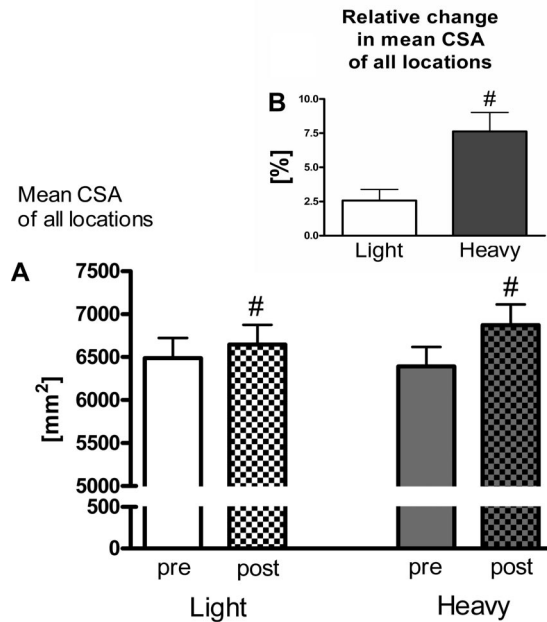 Relative change
in mean CSA
of all locations
B
10.0
7.5
5.0
2.5
0.0
[%]
#
Light
Heavy
Mean CSA
of all locations
A
7500
7000
6500
6000
5500
5000
500
0
[mm²]
#
#
pre
post
pre
post
Light
Heavy